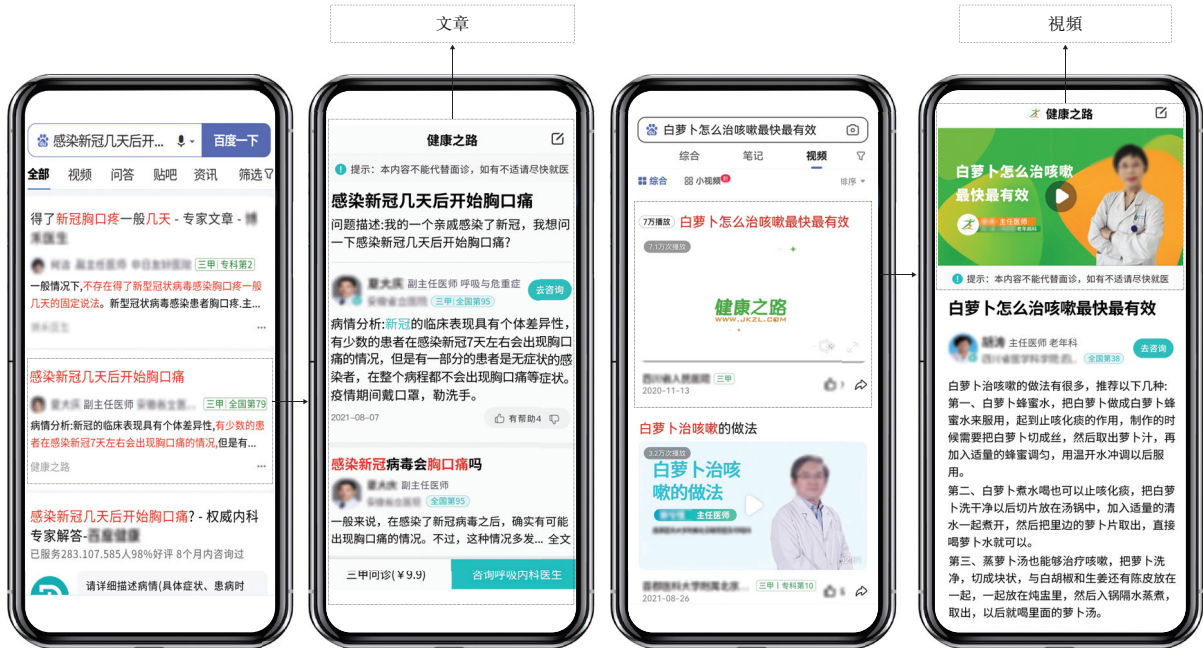 文章
視頻
感染新冠几天后开...
百度一下
全部 视频 问答 贴吧 资讯 筛选
得了新冠胸口疼一般几天 - 专家文章 -
副主任医师
三甲 专科第2
一般情况下,不存在得了新型冠状病毒感染胸口疼一般
几天的固定说法。新型冠状病毒感染患者胸口疼.主...
感染新冠几天后开始胸口痛
副主任医师
三甲 全国第79
病情分析:新冠的临床表现具有个体差异性,有少数的患
者在感染新冠7天左右会出现胸口痛的情况,但是有...
健康之路
感染新冠几天后开始胸口痛? - 权威内科
专家解答-
已服务283.107.585人98%好评 8个月内咨询过
请详细描述病情(具体症状、患病时
健康之路
提示:本内容不能代替面诊，如有不适请尽快就医
感染新冠几天后开始胸口痛
问题描述:我的一个亲戚感染了新冠，我想问
一下感染新冠几天后开始胸口痛?
副主任医师 呼吸与危重症
三甲 全国第95
去咨询
病情分析:新冠的临床表现具有个体差异性，
有少数的患者在感染新冠7天左右会出现胸口
痛的情况，但是有一部分的患者是无症状的感
染者，在整个病程都不会出现胸口痛等症状。
疫情期间戴口罩，勒洗手。
2021-08-07
有帮助4
感染新冠病毒会胸口痛吗
副主任医师
全国第95
一般来说，在感染了新冠病毒之后，确实有可能
出现胸口痛的情况。不过，这种情况多发... 全文
三甲问诊(￥9.9)
咨询呼吸内科医生
白萝卜怎么治咳嗽最快最有效
综合 笔记 视频
综合 小视频
排序
7万播放 白萝卜怎么治咳嗽最快最有效
7.1万次播放
健康之路
WWW.JKZL.COM
三甲
2020-11-13
白萝卜治咳嗽的做法
3.2万次播放
白萝卜治咳
嗽的做法
主任医师
三甲 专科第10
2021-08-26
健康之路
白萝卜怎么治咳嗽
最快最有效
主任医师
老年病科
提示:本内容不能代替面诊，如有不适请尽快就医
白萝卜怎么治咳嗽最快最有效
主任医师 老年科
全国第38
去咨询
白萝卜治咳嗽的做法有很多，推荐以下几种:
第一、白萝卜蜂蜜水，把白萝卜做成白萝卜蜂
蜜水来服用，起到止咳化痰的作用，制作的时
候需要把白萝卜切成丝，然后取出萝卜汁，再
加入适量的蜂蜜调匀，用温开水冲调以后服
用。
第二、白萝卜煮水喝也可以止咳化痰，把白萝
卜洗干净以后切片放在汤锅中，加入适量的清
水一起煮开，然后把里边的萝卜片取出，直接
喝萝卜水就可以。
第三、蒸萝卜汤也能够治疗咳嗽，把萝卜洗
净，切成块状，与白胡椒和生姜还有陈皮放在
一起，一起放在炖盅里，然后入锅隔水蒸煮，
取出，以后就喝里面的萝卜汤。